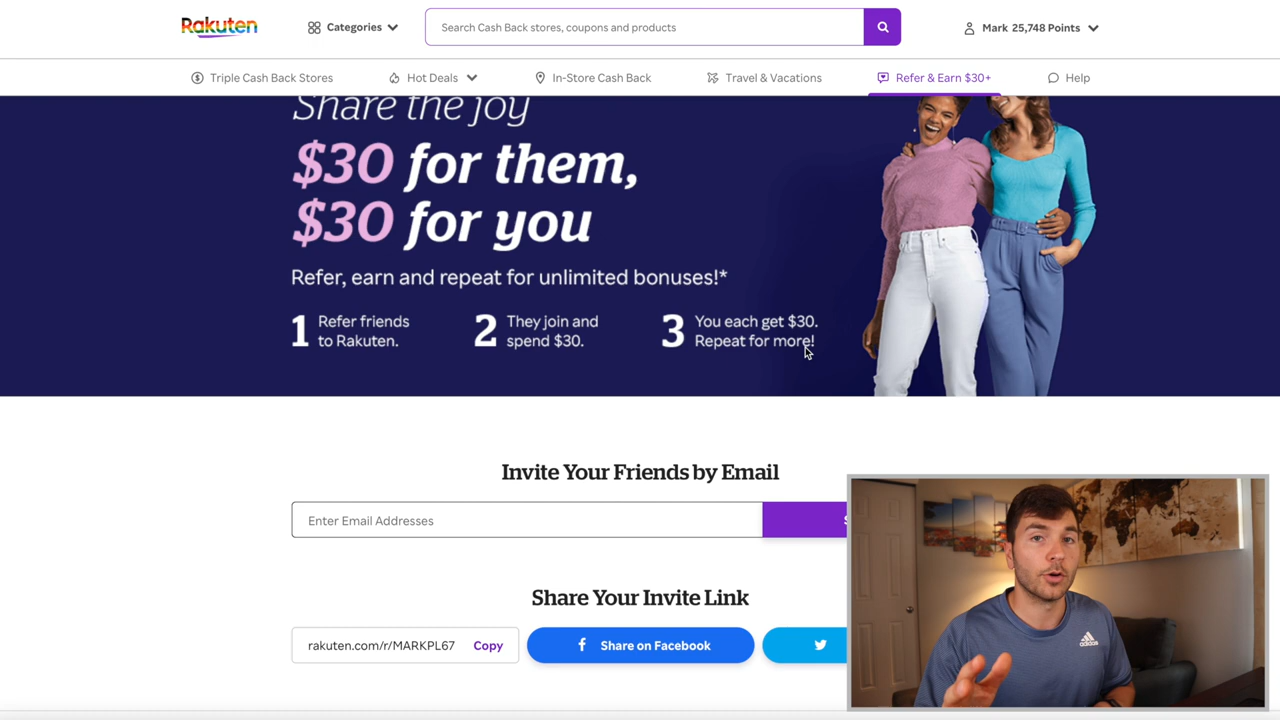 Rakuten
Categories
Search Cash Back stores, coupons and products
Mark 25,748 Points
Triple Cash Back Stores
Hot Deals
In-Store Cash Back
Travel & Vacations
Refer & Earn $30+
Help
Share the joy
$30 for them,
$30 for you
Refer, earn and repeat for unlimited bonuses!*
1 Refer friends
to Rakuten.
2 They join and
spend $30.
3 You each get $30.
Repeat for more!
Invite Your Friends by Email
Enter Email Addresses
Share Your Invite Link
rakuten.com/r/MARKPL67
Copy
Share on Facebook
adidas